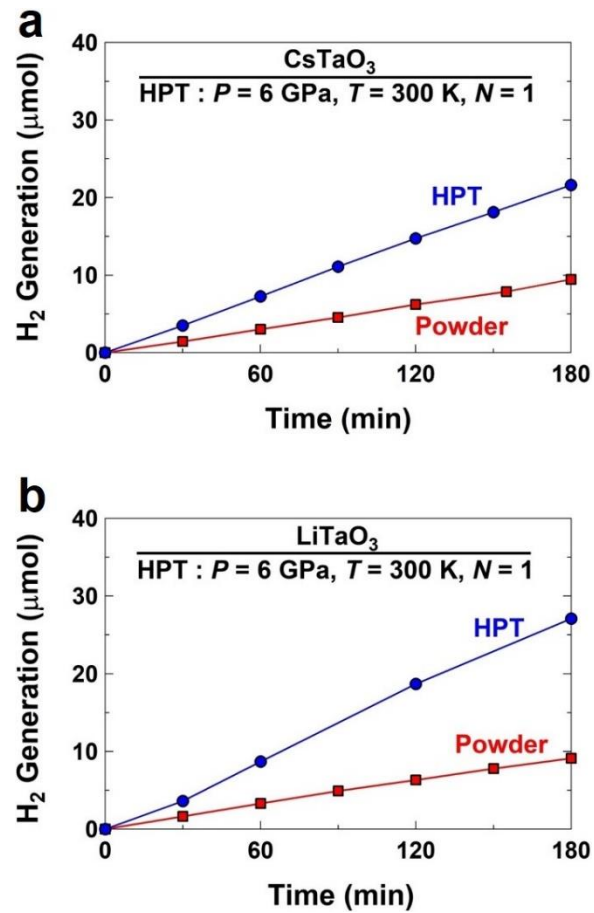 a
CsTaO₃
HPT : P = 6 GPa, T = 300 K, N = 1
H₂ Generation (μmol)
40
30
20
10
0
HPT
Powder
0 60 120 180
Time (min)
b
LiTaO₃
HPT : P = 6 GPa, T = 300 K, N = 1
H₂ Generation (μmol)
40
30
20
10
0
HPT
Powder
0 60 120 180
Time (min)